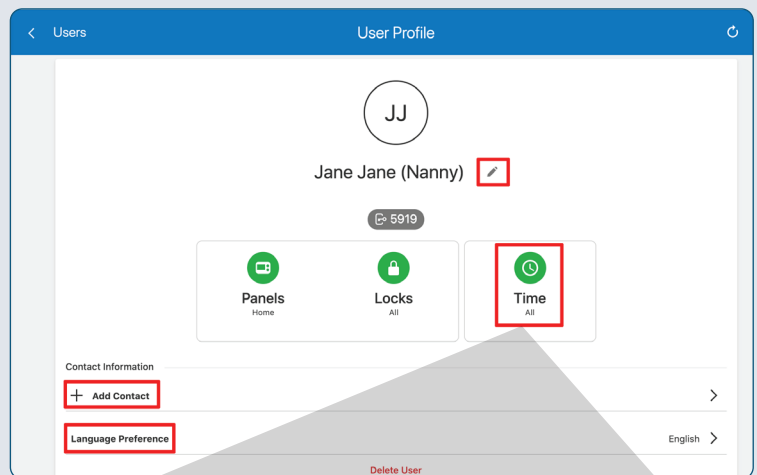 Users
User Profile
JJ
Jane Jane (Nanny)
5919
Panels
Home
Locks
All
Time
All
Contact Information
Add Contact
Language Preference
English
Delete User